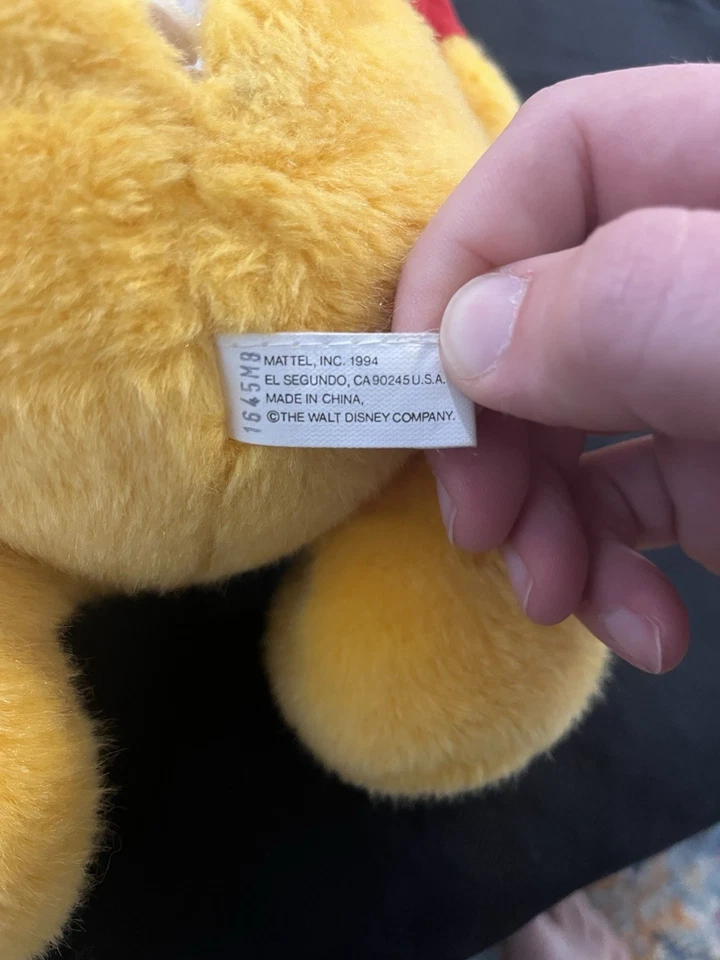 MATTEL, INC. 1994
EL SEGUNDO, CA 90245 U.S.A.
MADE IN CHINA,
©THE WALT DISNEY COMPANY.
1645M8